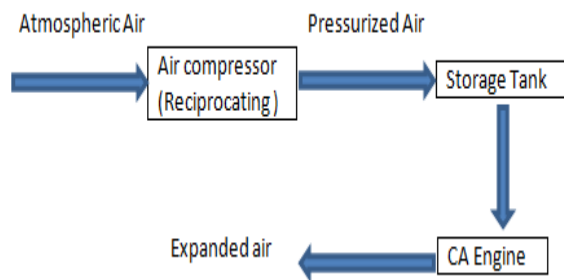 Atmospheric Air
Pressurized Air
Air compressor
(Reciprocating )
Storage Tank
Expanded air
CA Engine